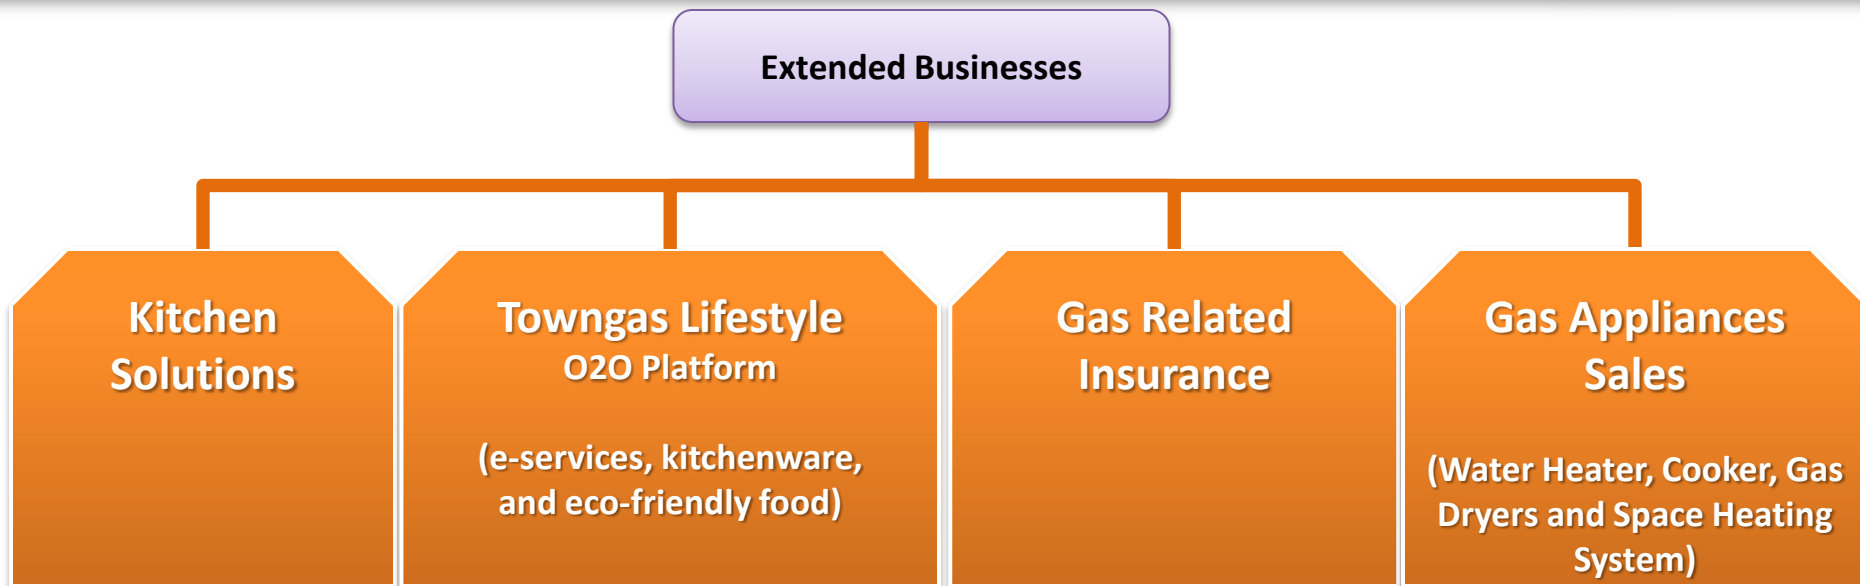 Extended Businesses
Kitchen
Solutions
Towngas Lifestyle
O2O Platform
(e-services, kitchenware,
and eco-friendly food)
Gas Related
Insurance
Gas Appliances
Sales
(Water Heater, Cooker, Gas
Dryers and Space Heating
System)